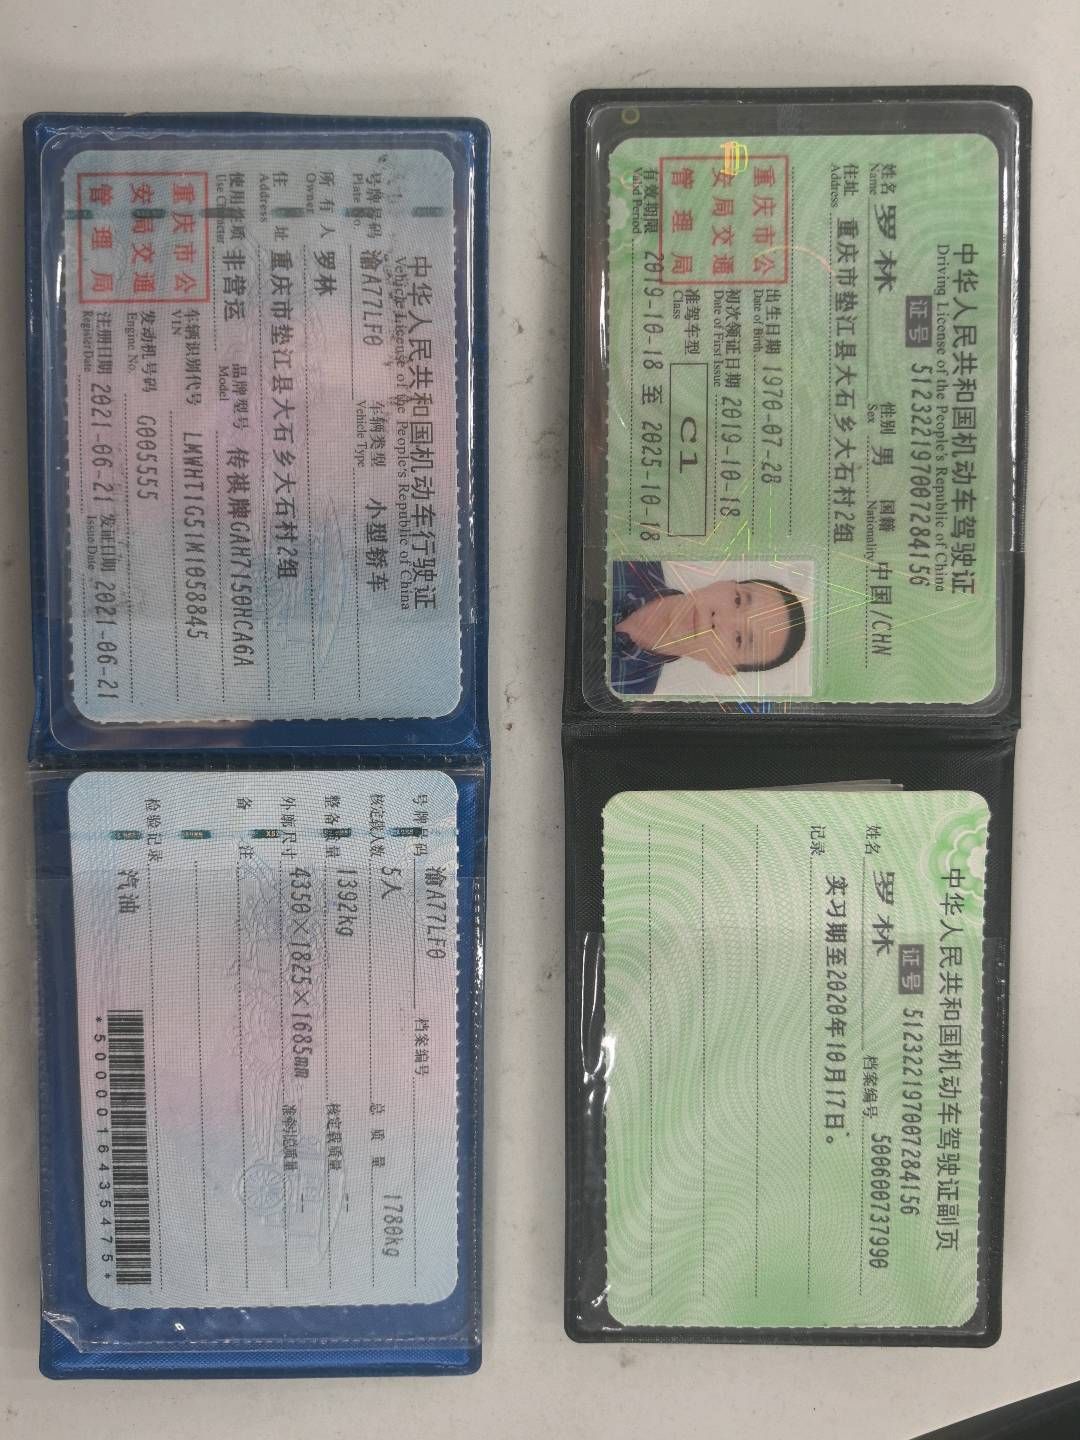 中华人民共和国机动车驾驶证
Driving License of the People's Republic of China
证号 512322197007284156
姓名 罗林 性别 男 国籍 中国/CHN
Name Sex Nationality
住址 重庆市垫江县大石乡大石村2组
Address
重庆市公
安局交通
管理局
出生日期 1970-07-28
Date of Birth
初次领证日期 2019-10-18
Date of First Issue
准驾车型 C1
Class
有效期限 2019-10-18 至 2025-10-18
Valid Period
中华人民共和国机动车驾驶证副页
证号 512322197007284156
姓名 罗林 档案编号 500600737990
记录 实习期至2020年10月17日。
中华人民共和国机动车行驶证
Vehicle License of the People's Republic of China
号牌号码 渝A77LF0 车辆类型 小型轿车
Plate No. Vehicle Type
所有人 罗林
Owner
住址 重庆市垫江县大石乡大石村2组
Address
使用性质 非营运 品牌型号 传祺牌GAH7150HCA6A
Use Character Model
重庆市公
安局交通
管理局
车辆识别代号 LMWHT1G51M1058845
VIN
发动机号码 G005555
Engine No.
注册日期 2021-06-21 发证日期 2021-06-21
Register Date Issue Date
号牌号码 渝A77LF0 档案编号
核定载人数 5人 总质量 1780kg
整备质量 1392kg 核定载质量 --
外廓尺寸 4350×1825×1685mm 准牵引总质量 --
备注
检验记录
汽油
*5000016435475*